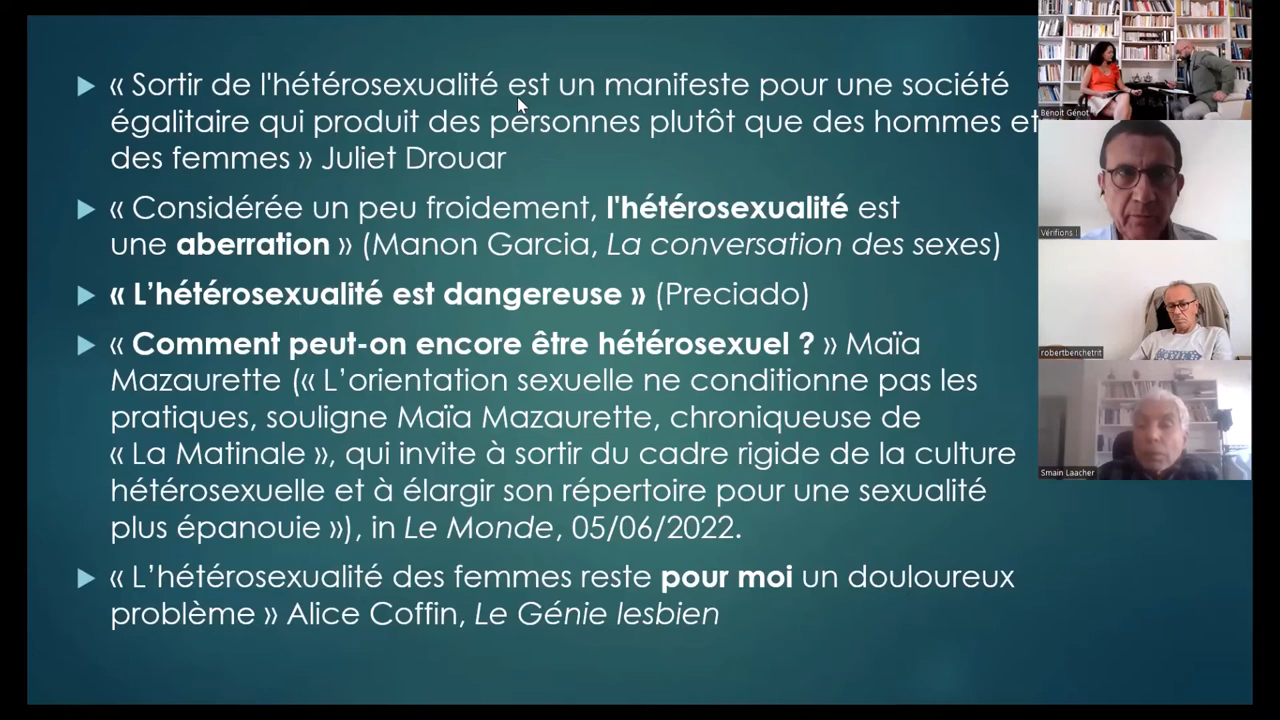 « Sortir de l'hétérosexualité est un manifeste pour une société
égalitaire qui produit des personnes plutôt que des hommes et
des femmes » Juliet Drouar
« Considérée un peu froidement, l'hétérosexualité est
une aberration » (Manon Garcia, La conversation des sexes)
« L’hétérosexualité est dangereuse » (Preciado)
« Comment peut-on encore être hétérosexuel ? » Maïa
Mazaurette (« L’orientation sexuelle ne conditionne pas les
pratiques, souligne Maïa Mazaurette, chroniqueuse de
« La Matinale », qui invite à sortir du cadre rigide de la culture
hétérosexuelle et à élargir son répertoire pour une sexualité
plus épanouie »), in Le Monde, 05/06/2022.
« L’hétérosexualité des femmes reste pour moi un douloureux
problème » Alice Coffin, Le Génie lesbien
Benoit Génot
Vérifions !
robertbenchetrit
Smain Laacher